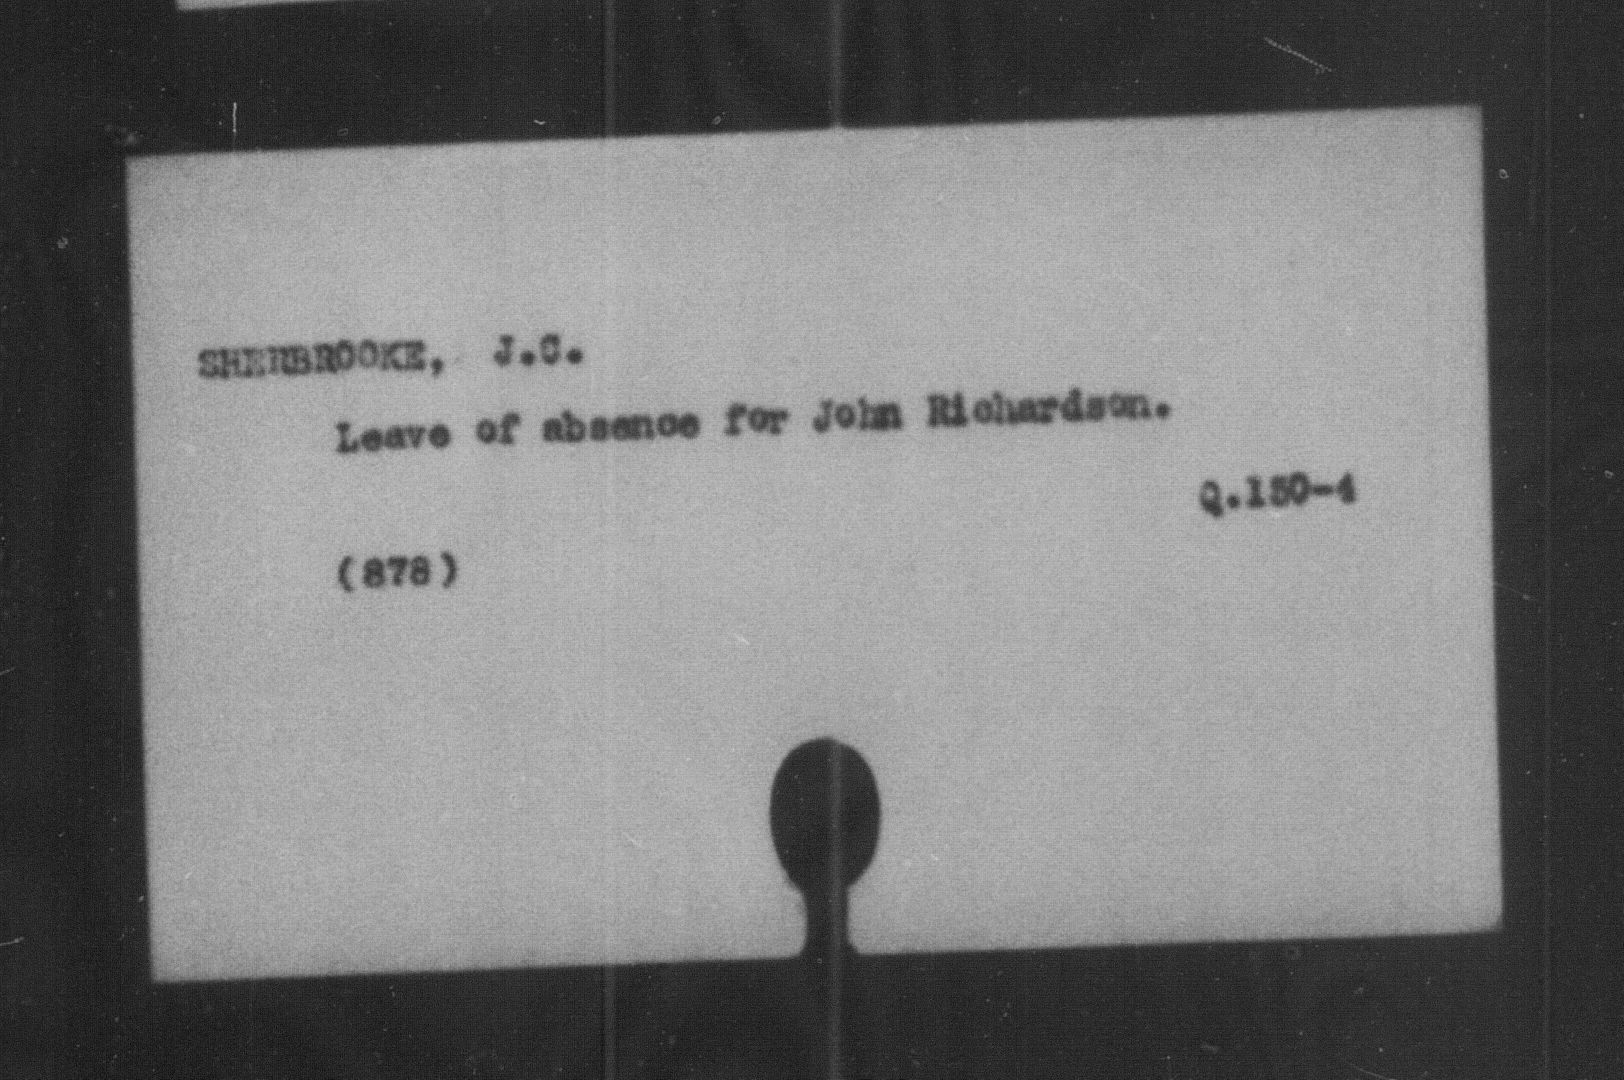 SHERBROOKE, J.C.
Leave of absence for John Richardson.
Q.150-4
(878)